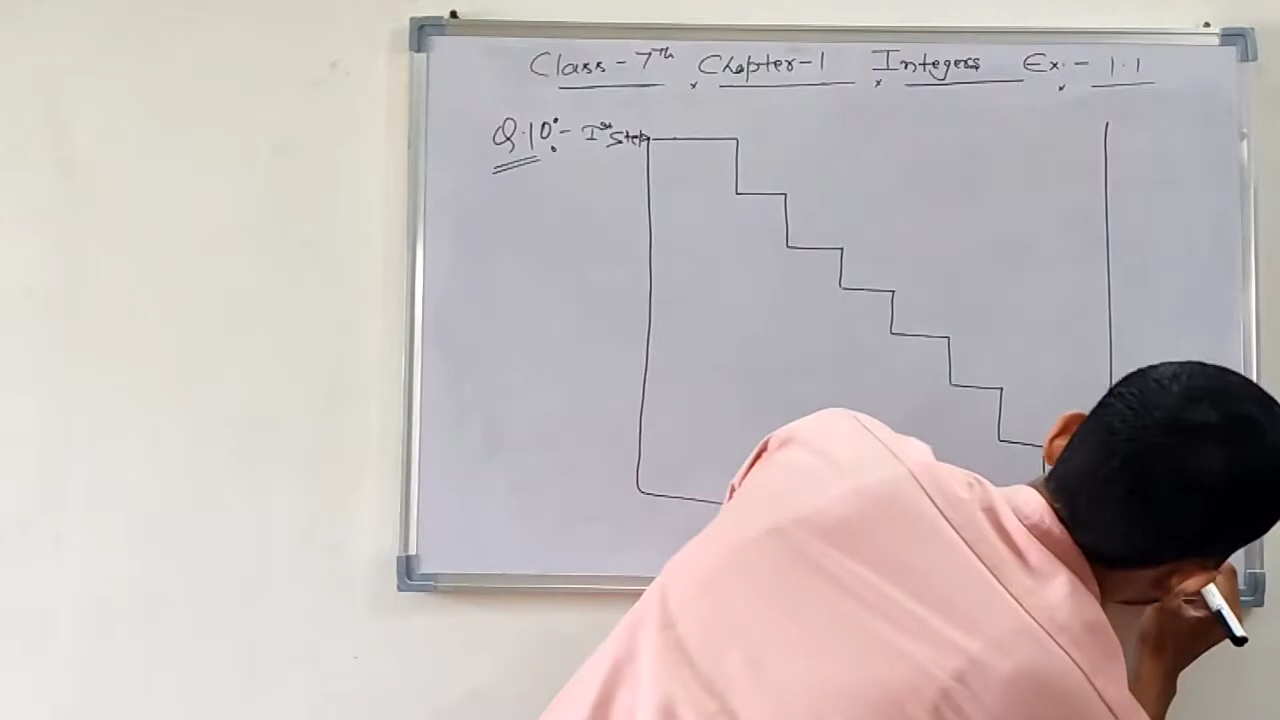 Class - 7th Chapter - 1 Integers Ex. - 1.1
Q.10:- Ist Step